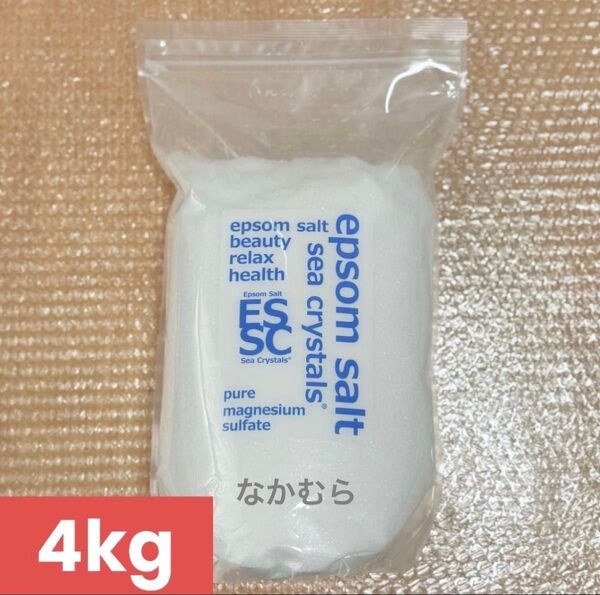 epsom salt
beauty
relax
health
Epsom Salt
ES
SC
Sea Crystals®
pure
magnesium
sulfate
epsom salt
sea crystals®
なかむら
4kg